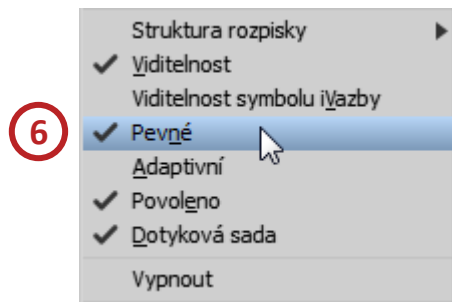 Struktura rozpisky
Viditelnost
Viditelnost symbolu iVazby
6
Pevné
Adaptivní
Povoleno
Dotyková sada
Vypnout